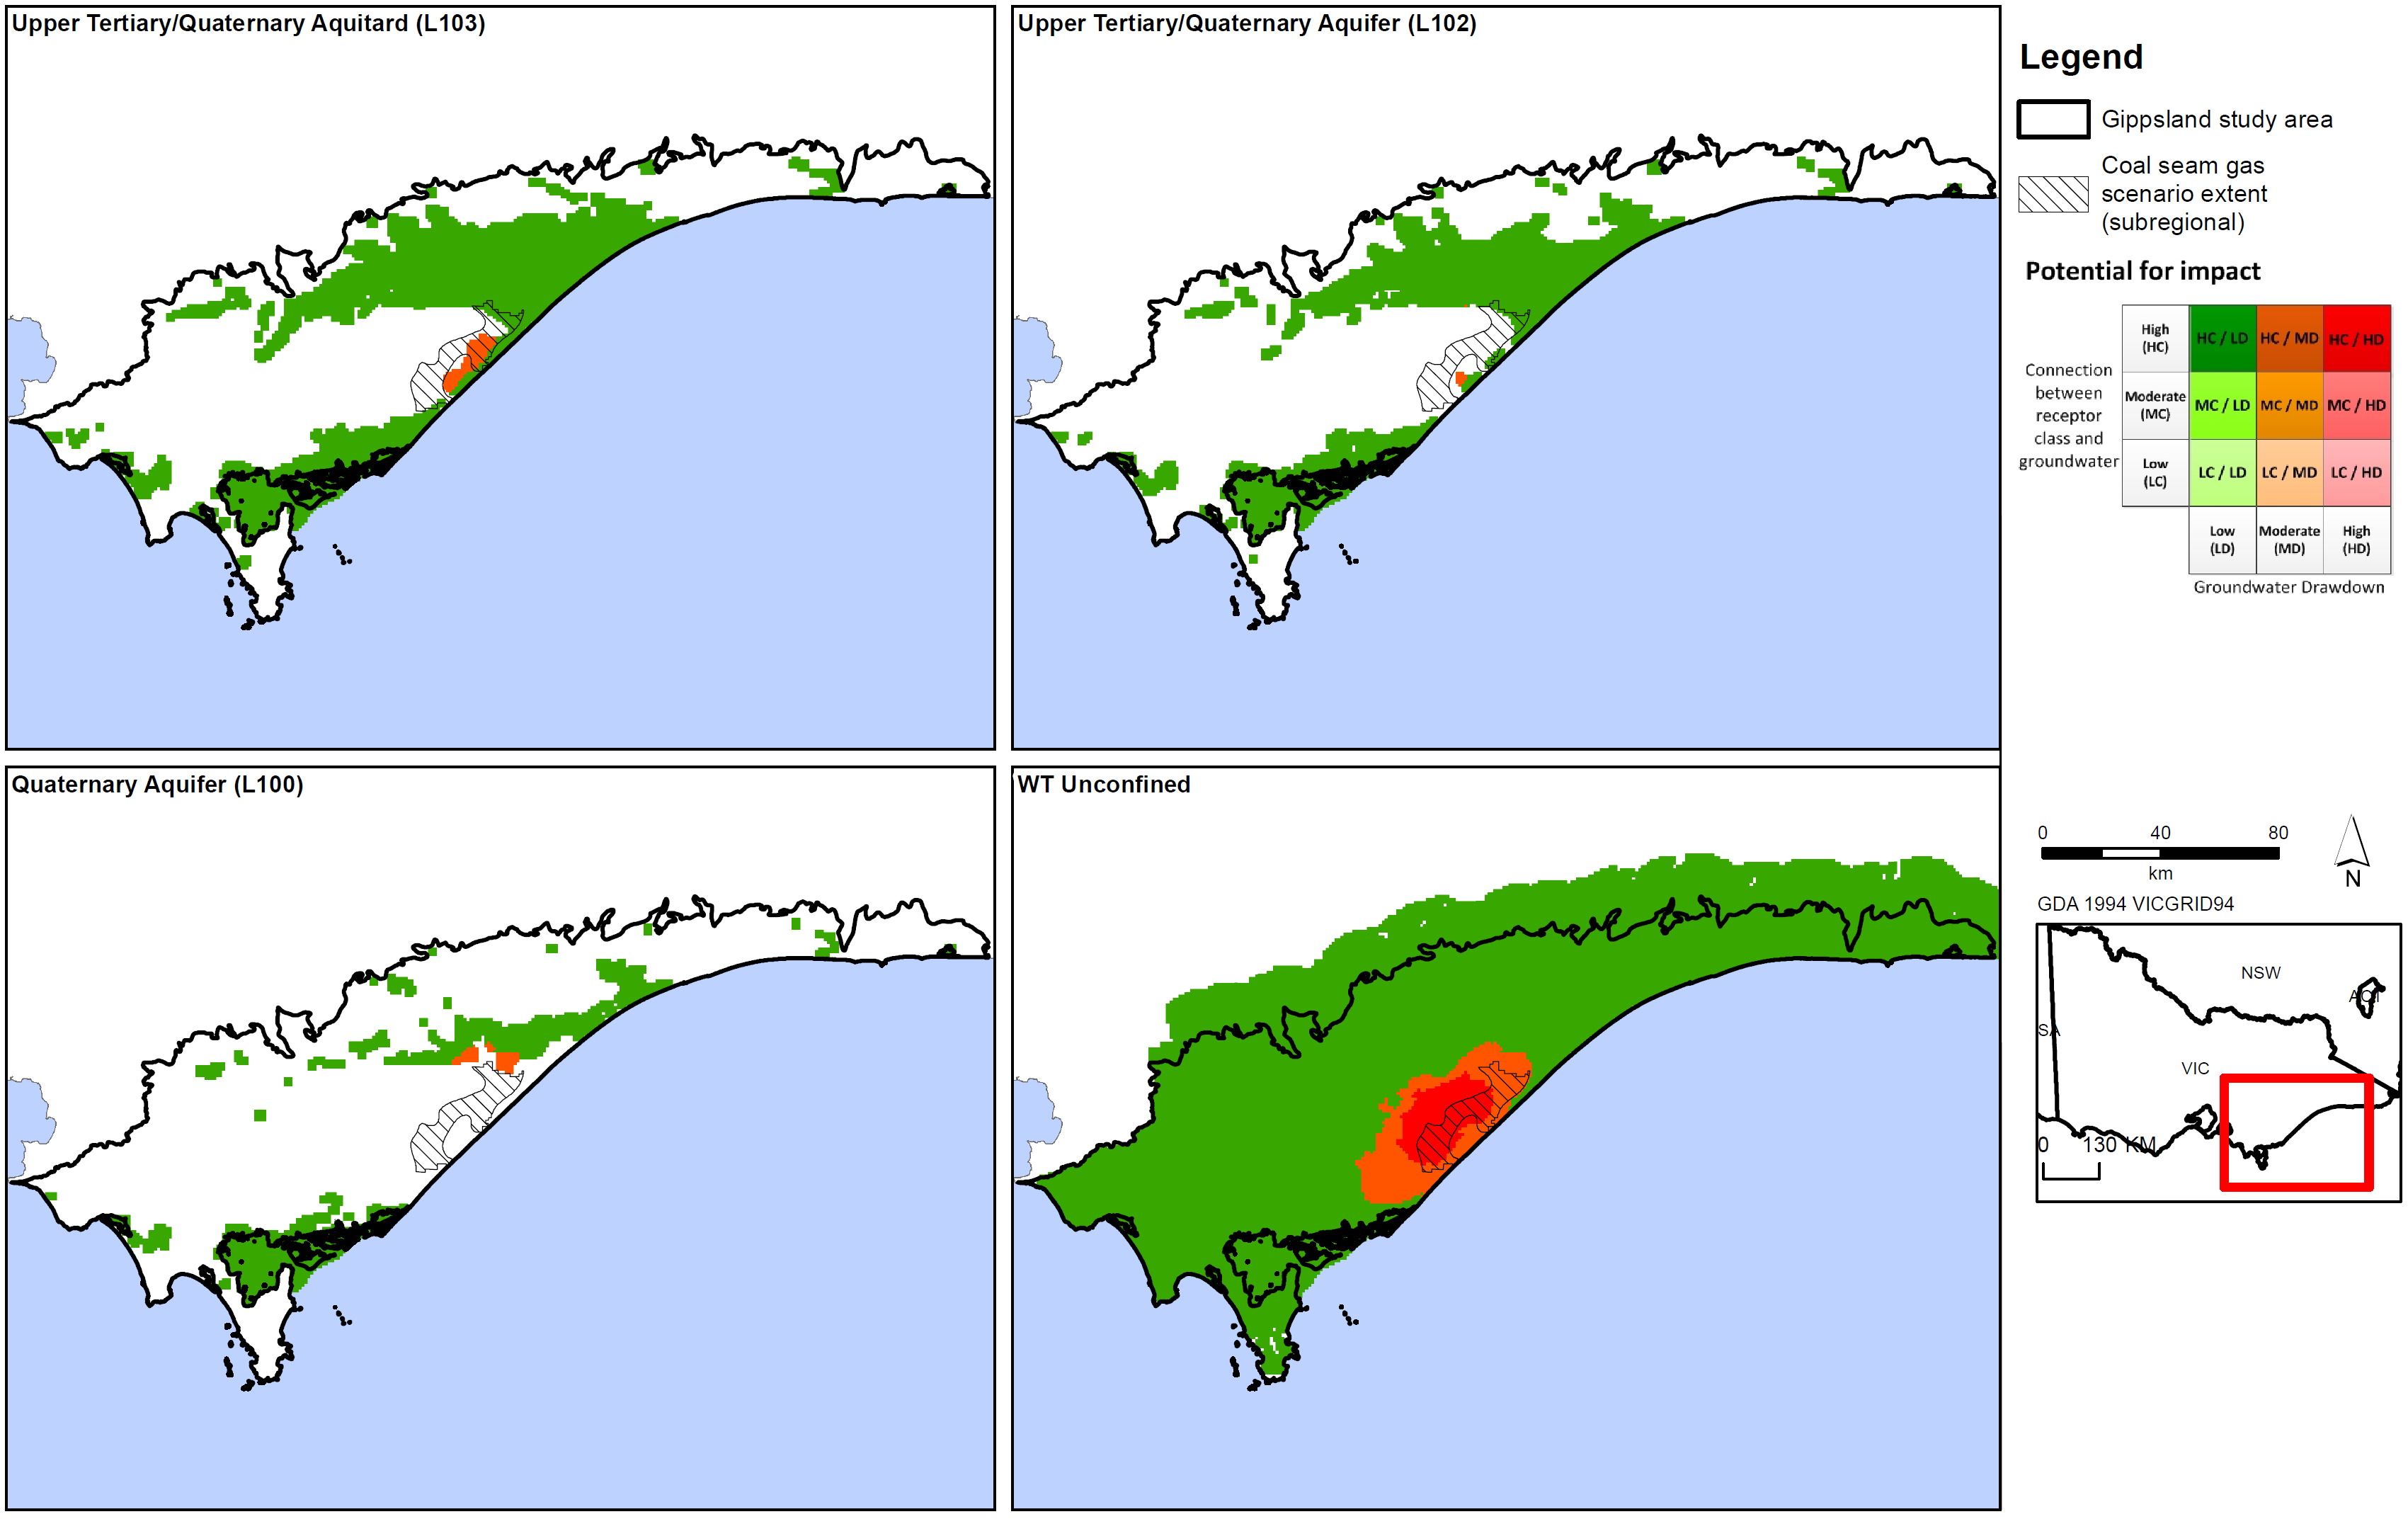 Upper Tertiary/Quaternary Aquitard (L103)
Upper Tertiary/Quaternary Aquifer (L102)
Quaternary Aquifer (L100)
WT Unconfined
Legend
Gippsland study area
Coal seam gas
scenario extent
(subregional)
Potential for impact
Connection
between
receptor
class and
groundwater
High
(HC)
HC / LD
HC / MD
HC / HD
Moderate
(MC)
MC / LD
MC / MD
MC / HD
Low
(LC)
LC / LD
LC / MD
LC / HD
Low
(LD)
Moderate
(MD)
High
(HD)
Groundwater Drawdown
0 40 80
km
N
GDA 1994 VICGRID94
NSW
ACT
SA
VIC
0 130 KM